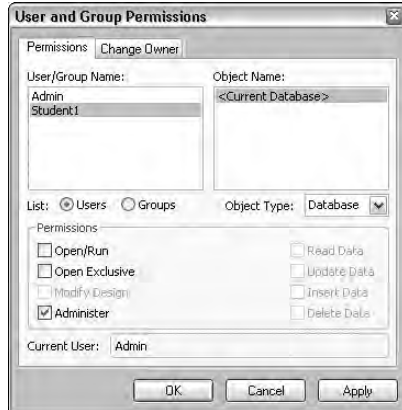 User and Group Permissions
Permissions Change Owner
User/Group Name: Object Name:
Admin <Current Database>
Student1
List: Users Groups Object Type: Database
Permissions
Open/Run Read Data
Open Exclusive Update Data
Modify Design Insert Data
Administer Delete Data
Current User: Admin
OK Cancel Apply